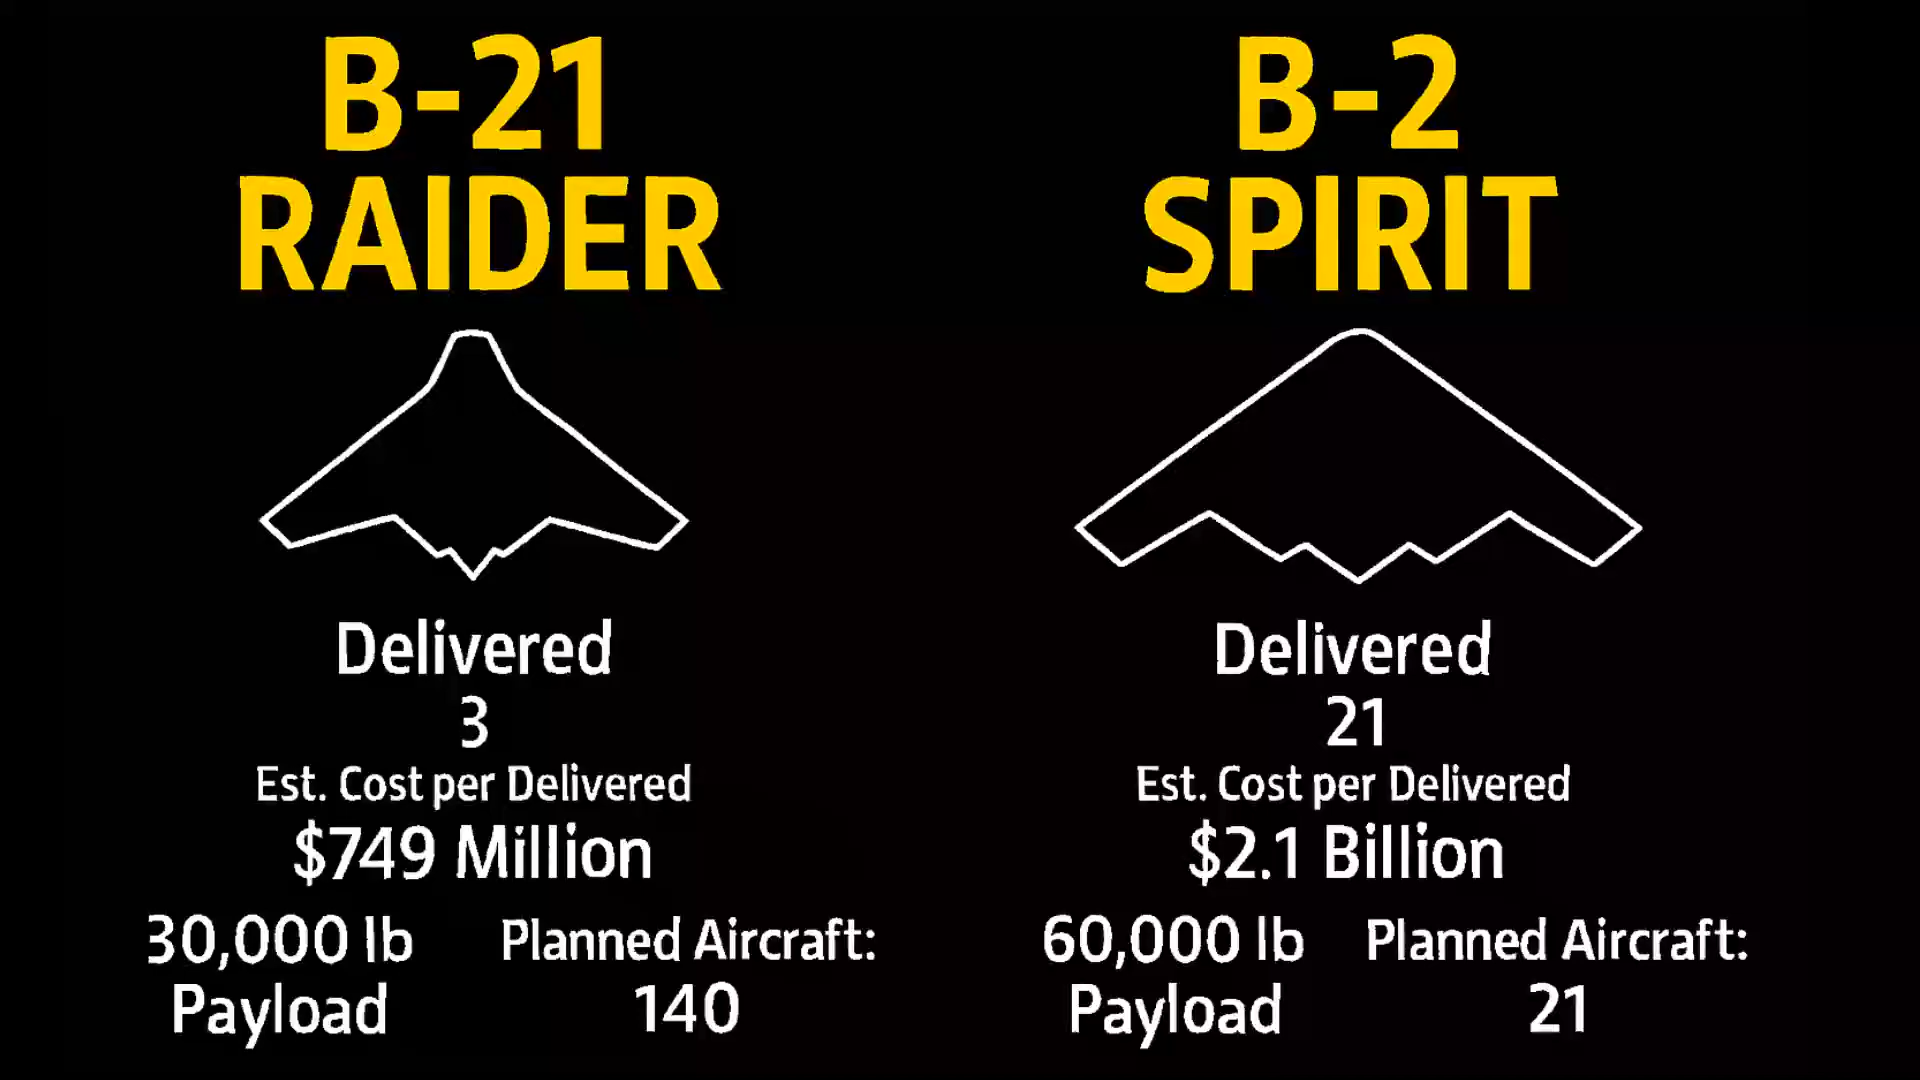 B-21
RAIDER
Delivered
3
Est. Cost per Delivered
$749 Million
30,000 lb
Payload
Planned Aircraft:
140
B-2
SPIRIT
Delivered
21
Est. Cost per Delivered
$2.1 Billion
60,000 lb
Payload
Planned Aircraft:
21